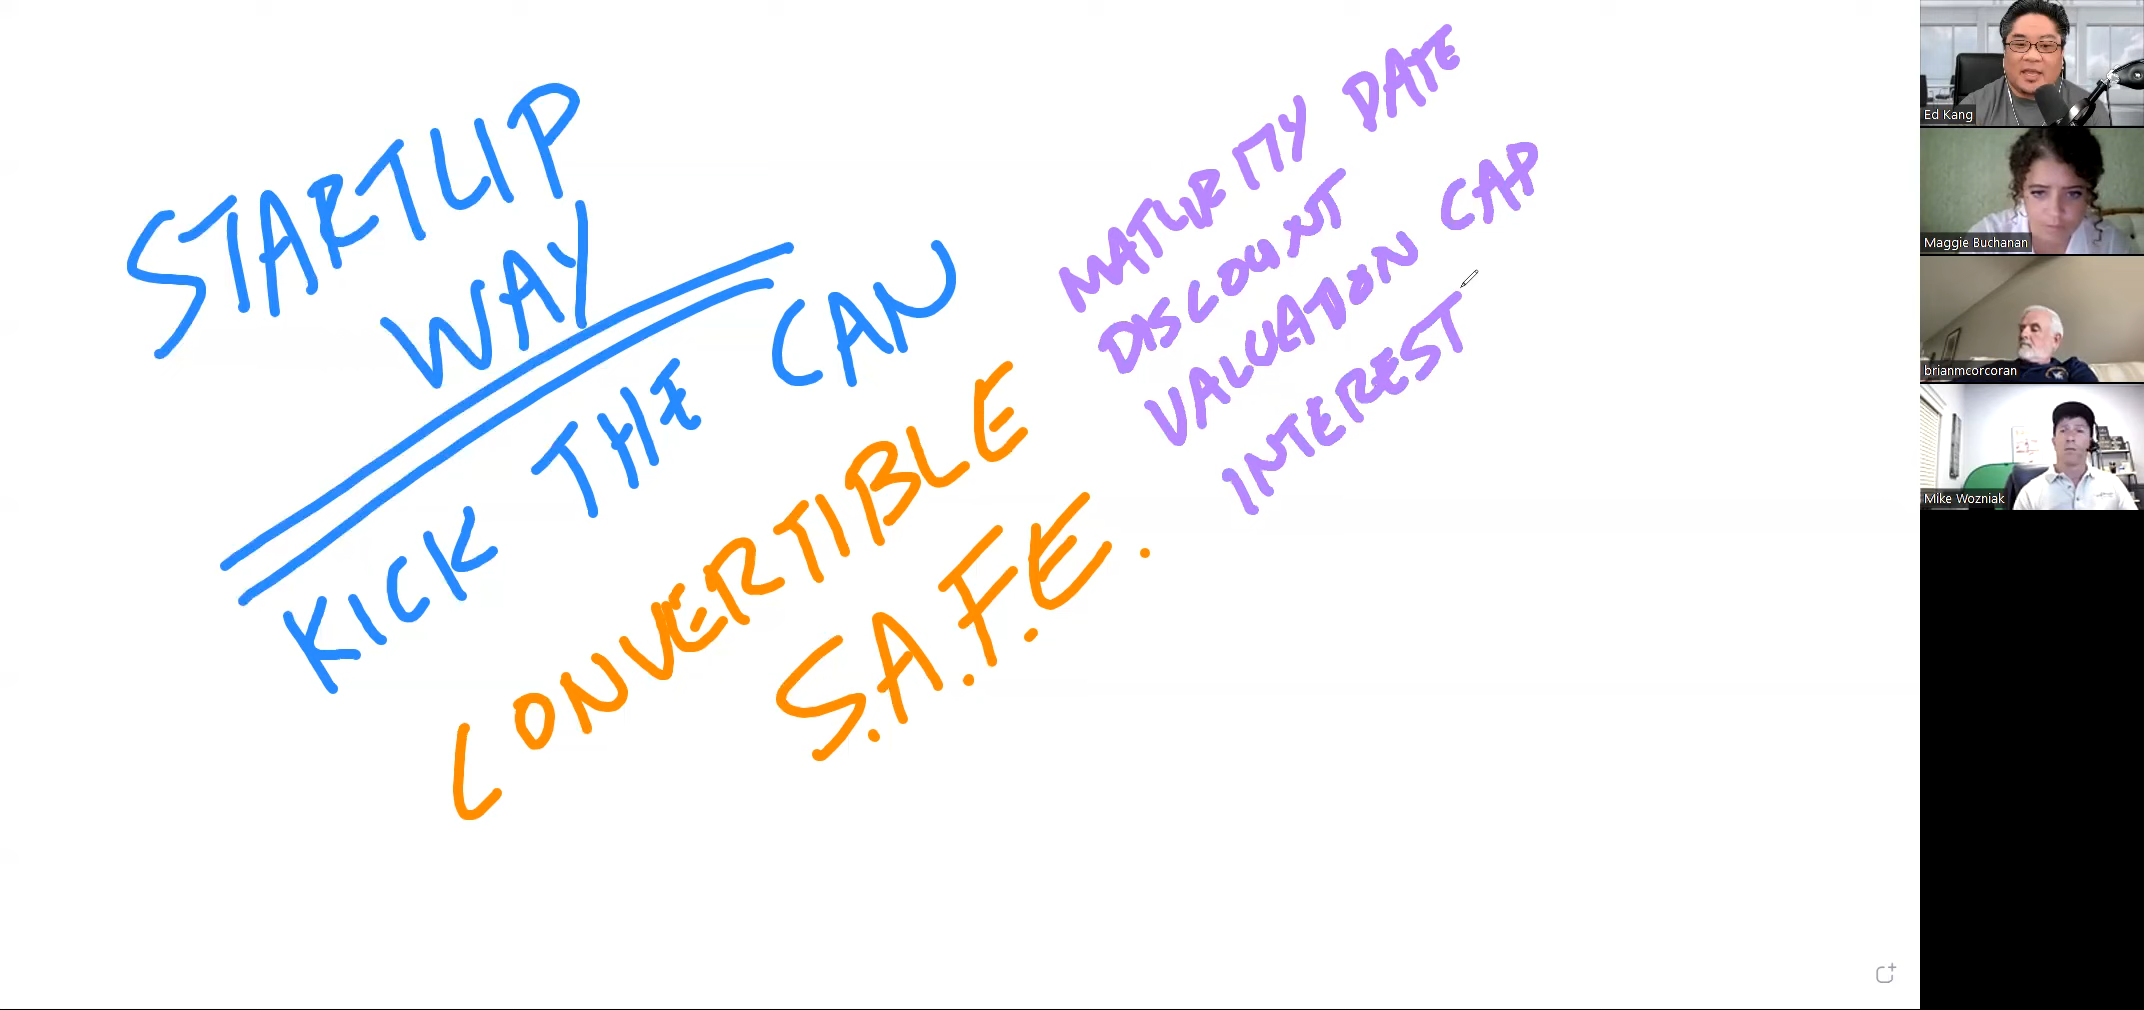 STARTUP
WAY
KICK THE CAN
CONVERTIBLE
S.A.F.E.
MATURITY DATE
DISCOUNT
VALUATION CAP
INTEREST
Ed Kang
Maggie Buchanan
brianmcorcoran
Mike Wozniak